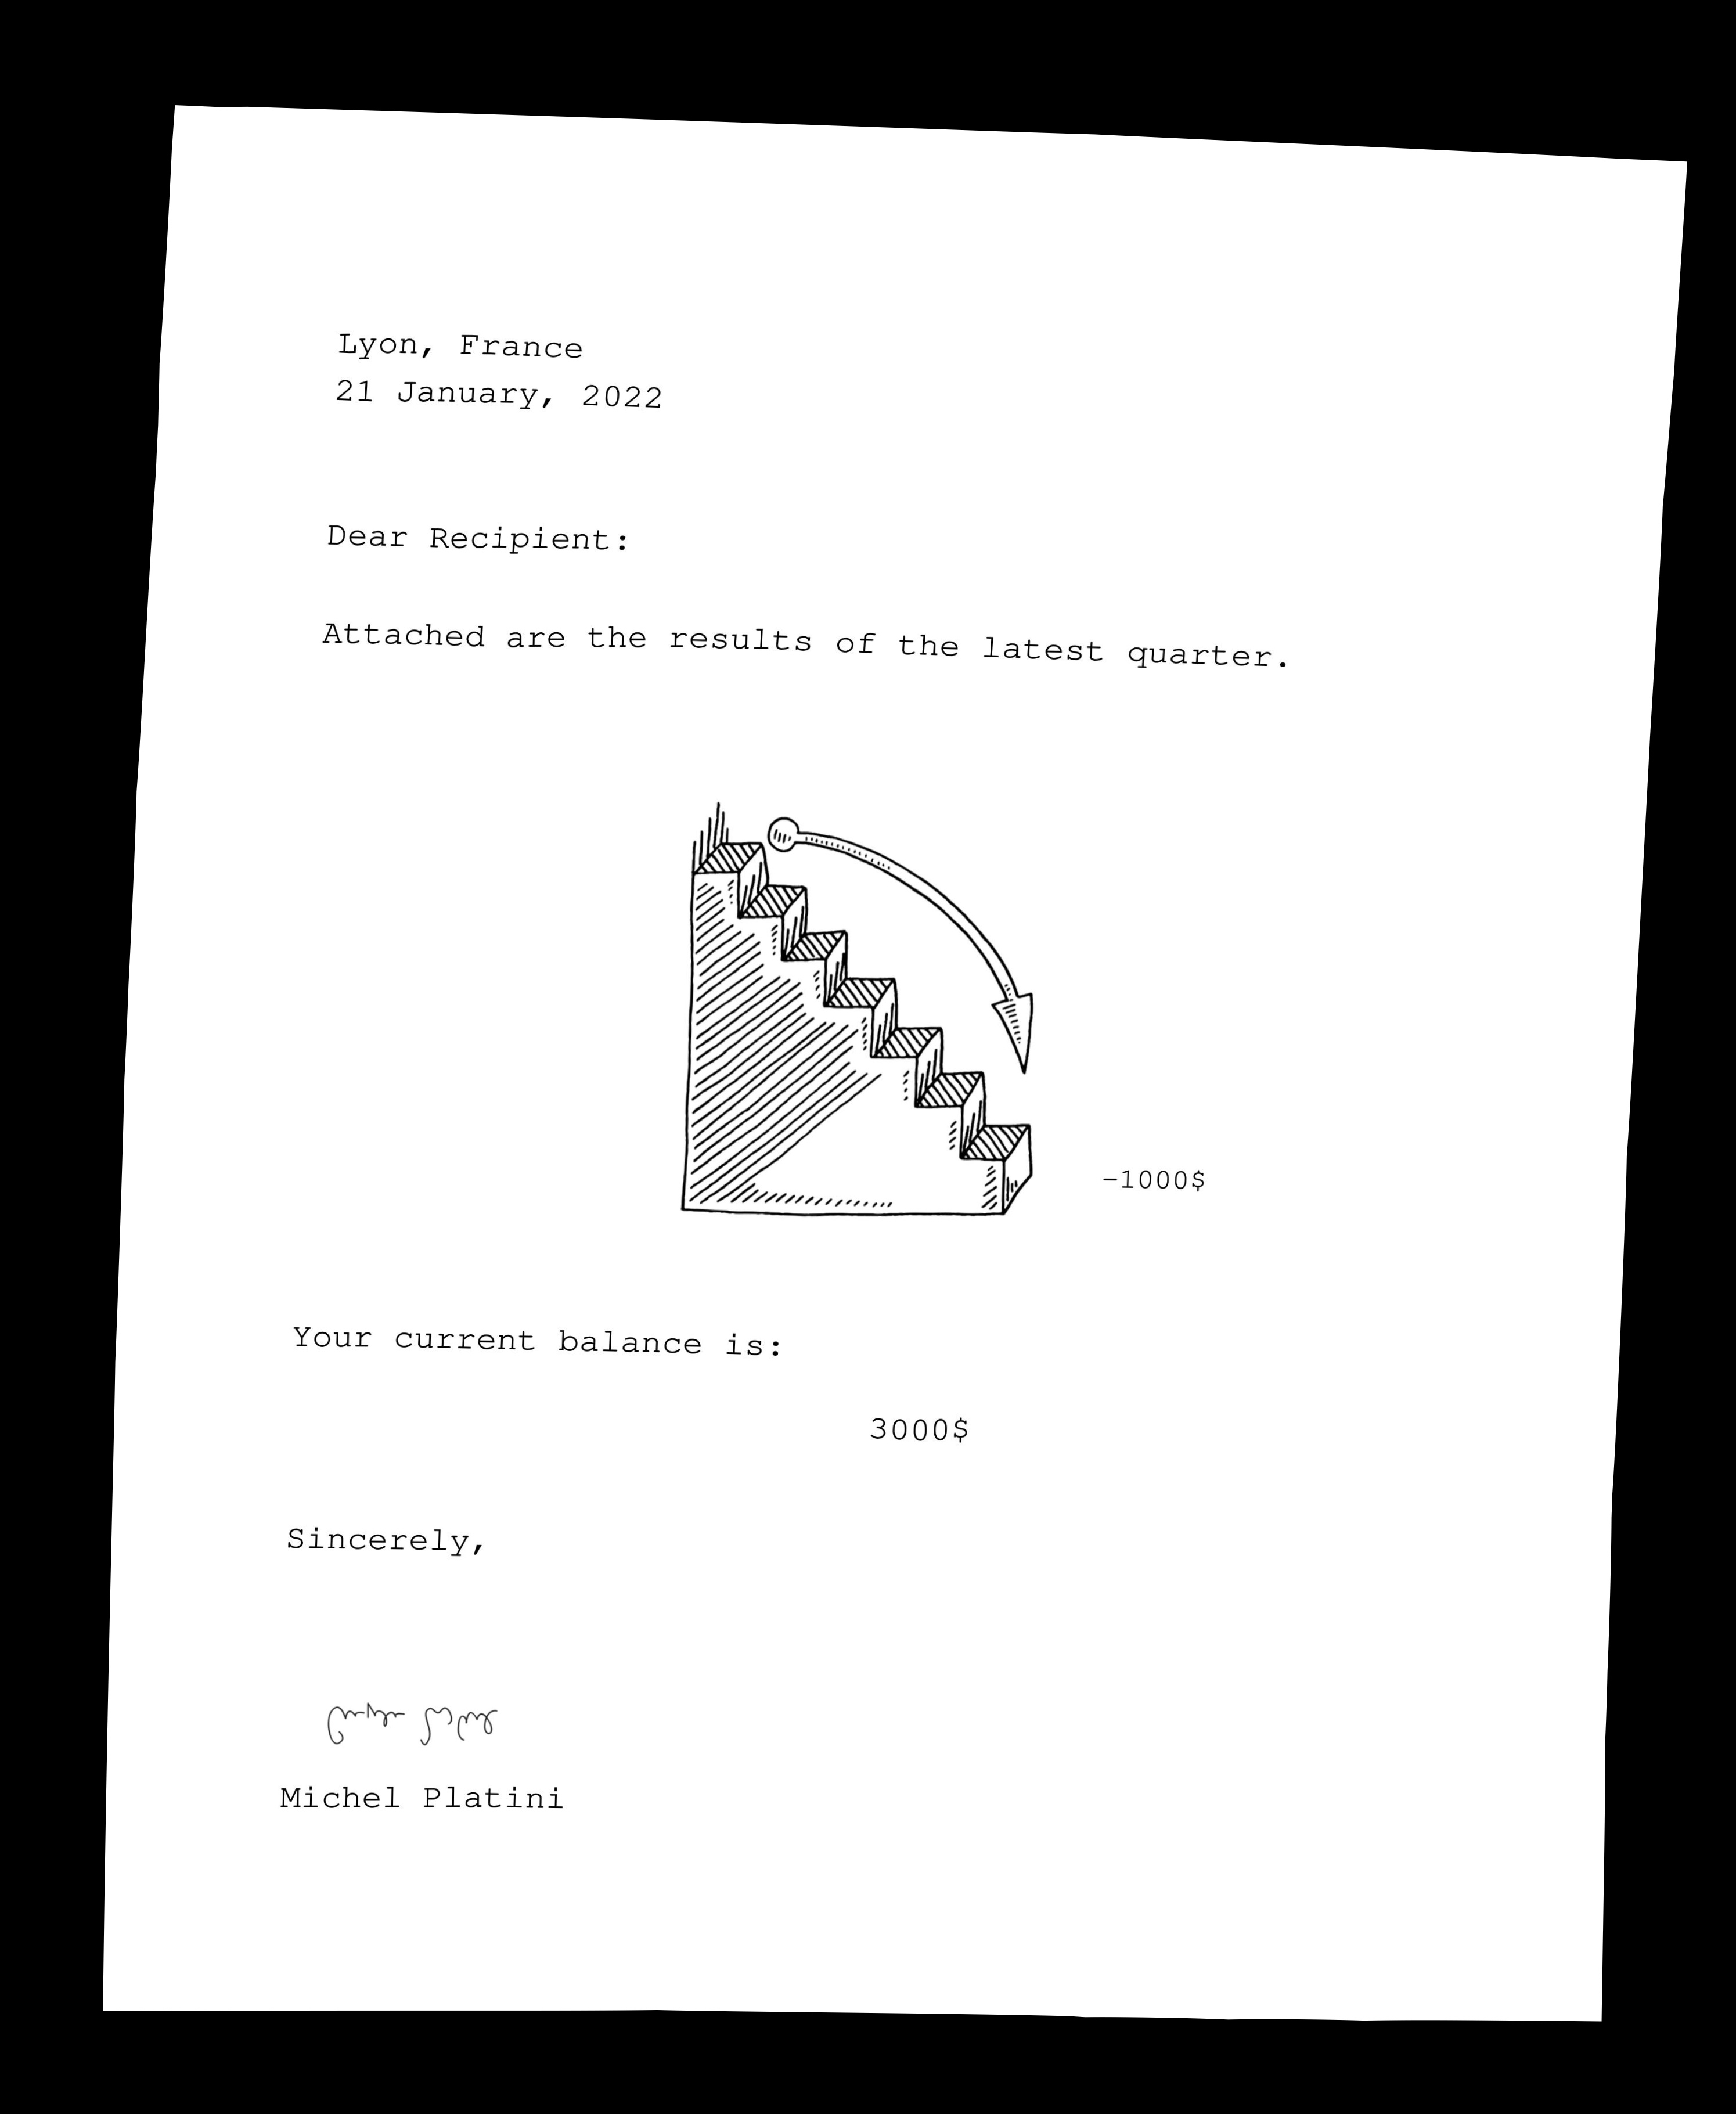 Lyon, France
21 January, 2022
Dear Recipient:
Attached are the results of the latest quarter.
-1000$
Your current balance is:
3000$
Sincerely,
Michel Platini